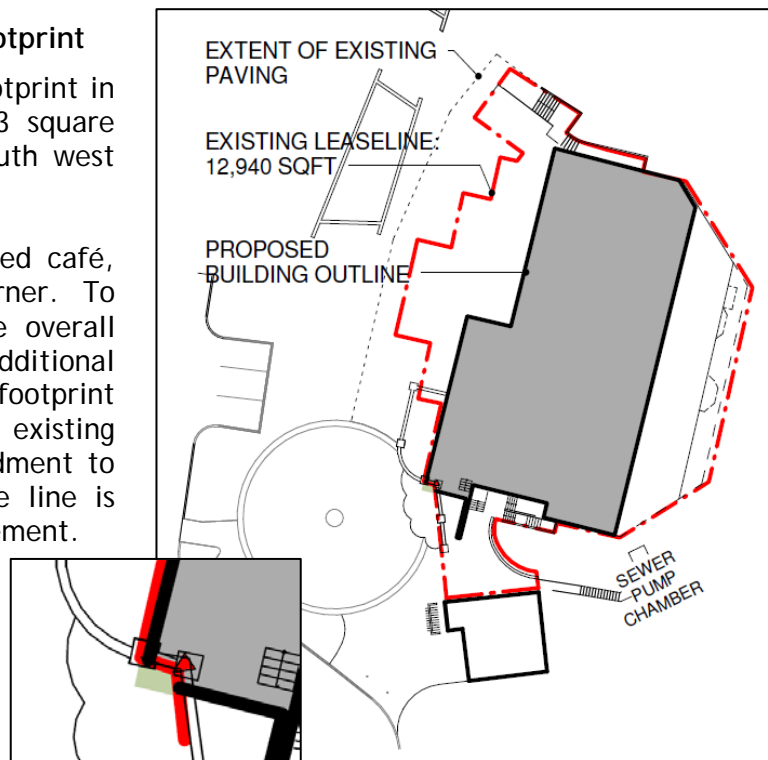 otprint
otprint in
3 square
uth west
ed café,
rner. To
e overall
dditional
footprint
existing
dment to
e line is
ement.
EXTENT OF EXISTING
PAVING
EXISTING LEASELINE:
12,940 SQFT
PROPOSED
BUILDING OUTLINE
SEWER
PUMP
CHAMBER